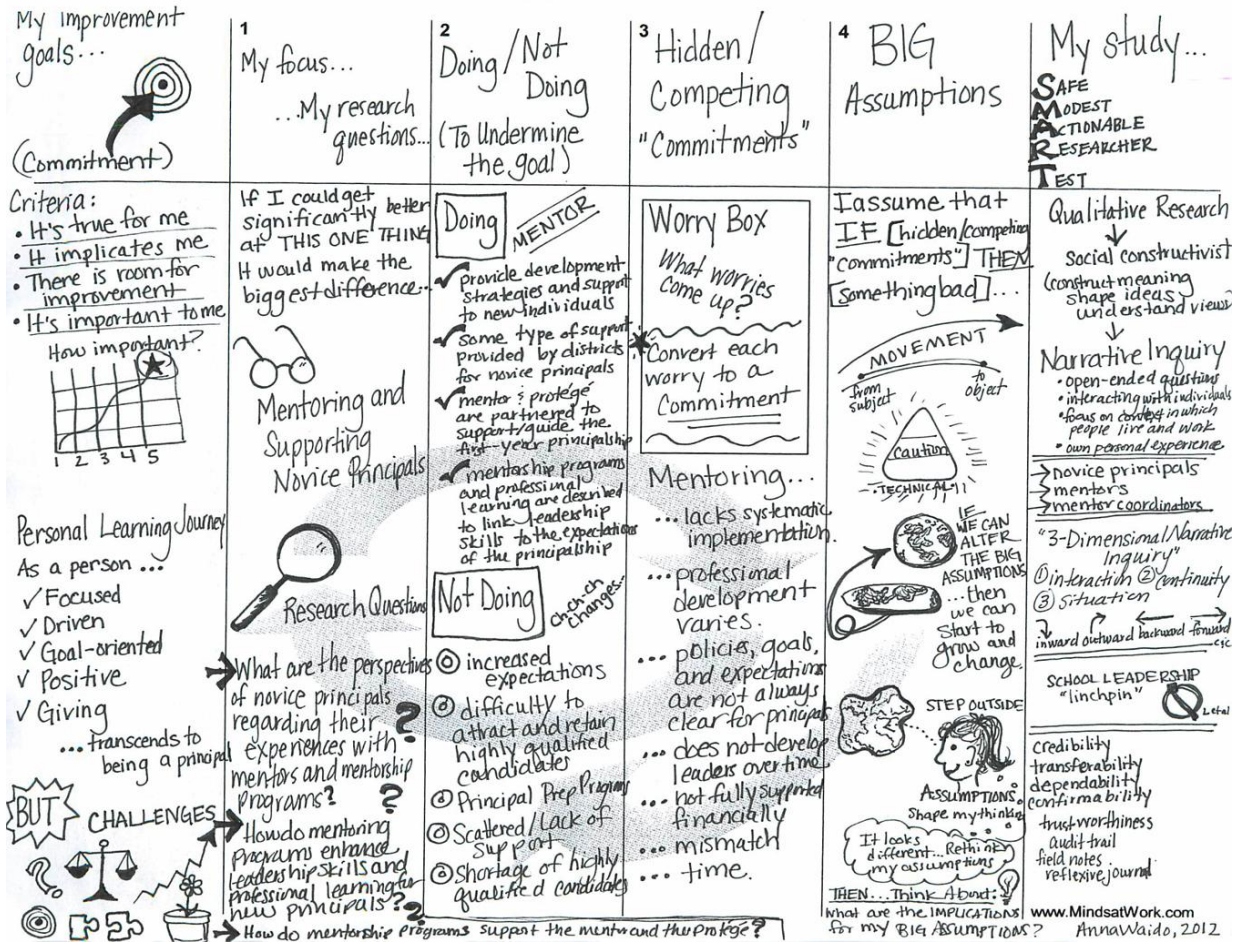 My improvement
goals...
(Commitment)
Criteria:
• It's true for me
• It implicates me
• There is room for
improvement
• It's important to me
How important?
1 2 3 4 5
Personal Learning Journey
As a person ...
✓ Focused
✓ Driven
✓ Goal-oriented
✓ Positive
✓ Giving
... transcends to
being a principal
BUT
CHALLENGES
?
1
My focus...
...My research
questions...
If I could get
significantly better
at THIS ONE THING
it would make the
biggest difference...
Mentoring and
Supporting
Novice Principals
Research Questions
What are the perspectives
of novice principals
regarding their
experiences with
mentors and mentorship
programs?
? ?
How do mentoring
programs enhance
leadership skills and
professional learning for
new principals?
?
How do mentorship programs support the mentor and the Protégé?
2
Doing/Not
Doing
(To Undermine
the goal)
Doing
MENTOR
✓ provide development
strategies and support
to new individuals
✓ some type of support
provided by districts
for novice principals
✓ mentor & protégé
are partnered to
support/guide the
first-year principalship
✓ mentorship programs
and professional
learning are described
to link leadership
skills to the expectations
of the principalship
Not Doing
Ch-ch-ch
changes...
increased
expectations
difficulty to
attract and retain
highly qualified
candidates
Principal Prep Programs
Scattered/Lack of
support
Shortage of highly
qualified candidates
3
Hidden/
Competing
"Commitments"
Worry Box
What worries
come up?
Convert each
worry to a
Commitment
Mentoring...
... lacks systematic
implementation.
... professional
development
varies.
... policies, goals,
and expectations
are not always
clear for principals
... does not develop
leaders over time
... not fully supported
financially
... mismatch
... time.
4
BIG
Assumptions
I assume that
IF [hidden/competing
"commitments"] THEN
[something bad]...
MOVEMENT
from
subject
to
object
caution
• TECHNICAL •
IF
WE CAN
ALTER
THE BIG
ASSUMPTIONS
...then
we can
start to
grow and
change.
STEP OUTSIDE
ASSUMPTIONS
Shape my thinking
It looks
different... Rethink
my assumptions
THEN... Think About:
What are the IMPLICATIONS
for my BIG ASSUMPTIONS?
My study...
SAFE
MODEST
ACTIONABLE
RESEARCHER
TEST
Qualitative Research
Social constructivist
(construct meaning
shape ideas
understand views)
Narrative Inquiry
• open-ended questions
• interacting with individuals
• focus on context in which
people live and work
• own personal experience
novice principals
mentors
mentor coordinators
"3-Dimensional Narrative
Inquiry"
① interaction ② continuity
③ situation
inward outward backward forward
SCHOOL LEADERSHIP
"linchpin"
credibility
transferability
dependability
confirmability
trustworthiness
audit trail
field notes
reflexive journal
www.MindsatWork.com
Anna Waido, 2012